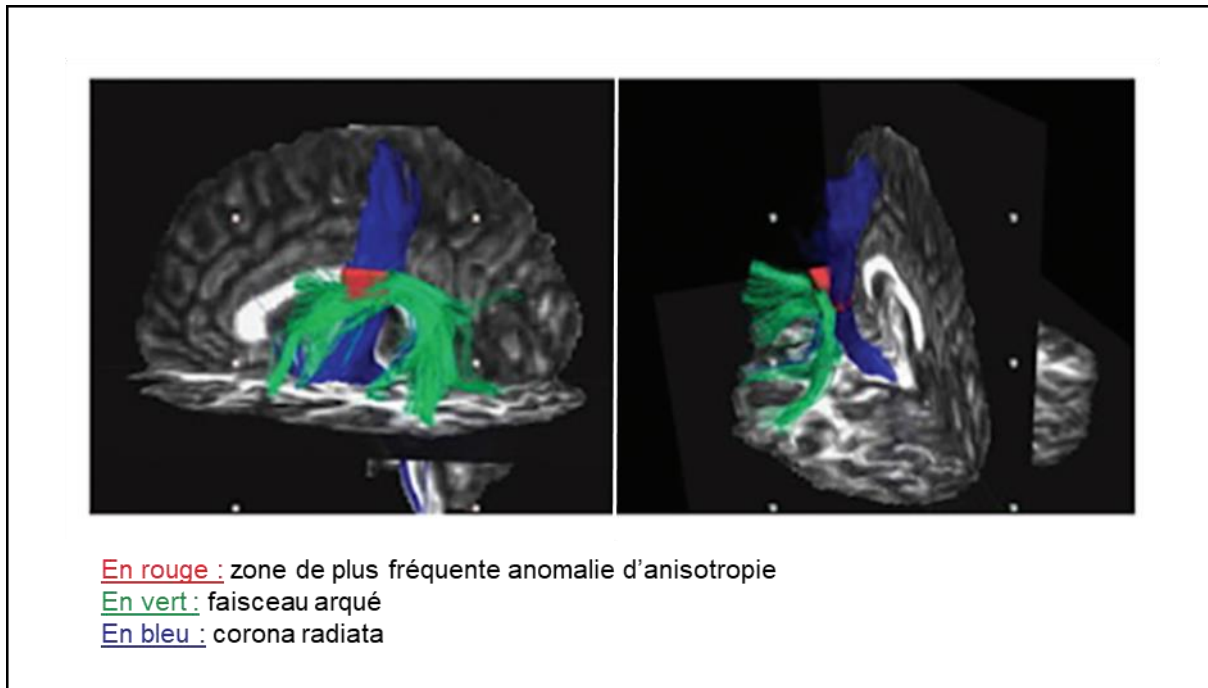 En rouge : zone de plus fréquente anomalie d’anisotropie
En vert : faisceau arqué
En bleu : corona radiata